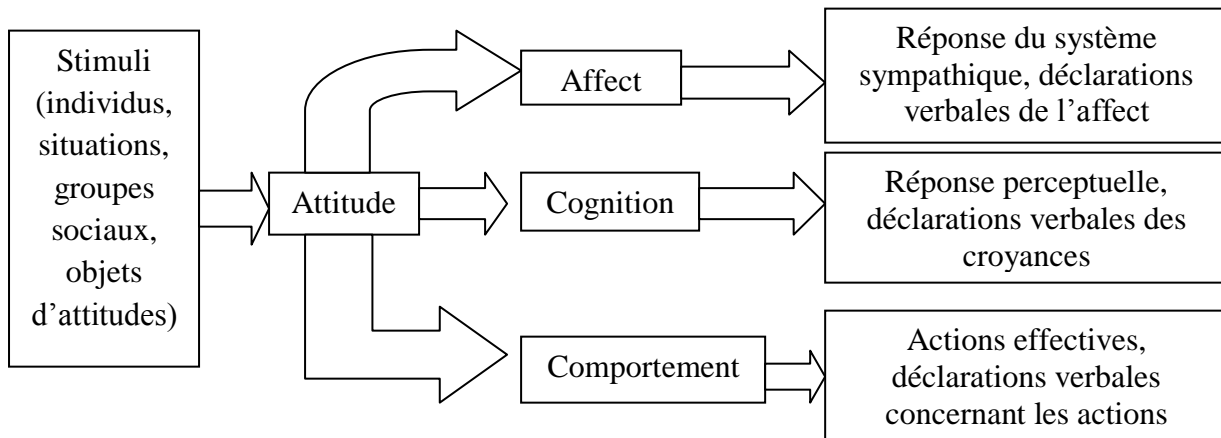 Stimuli
(individus,
situations,
groupes
sociaux,
objets
d’attitudes)
Attitude
Affect
Réponse du système
sympathique, déclarations
verbales de l’affect
Cognition
Réponse perceptuelle,
déclarations verbales des
croyances
Comportement
Actions effectives,
déclarations verbales
concernant les actions